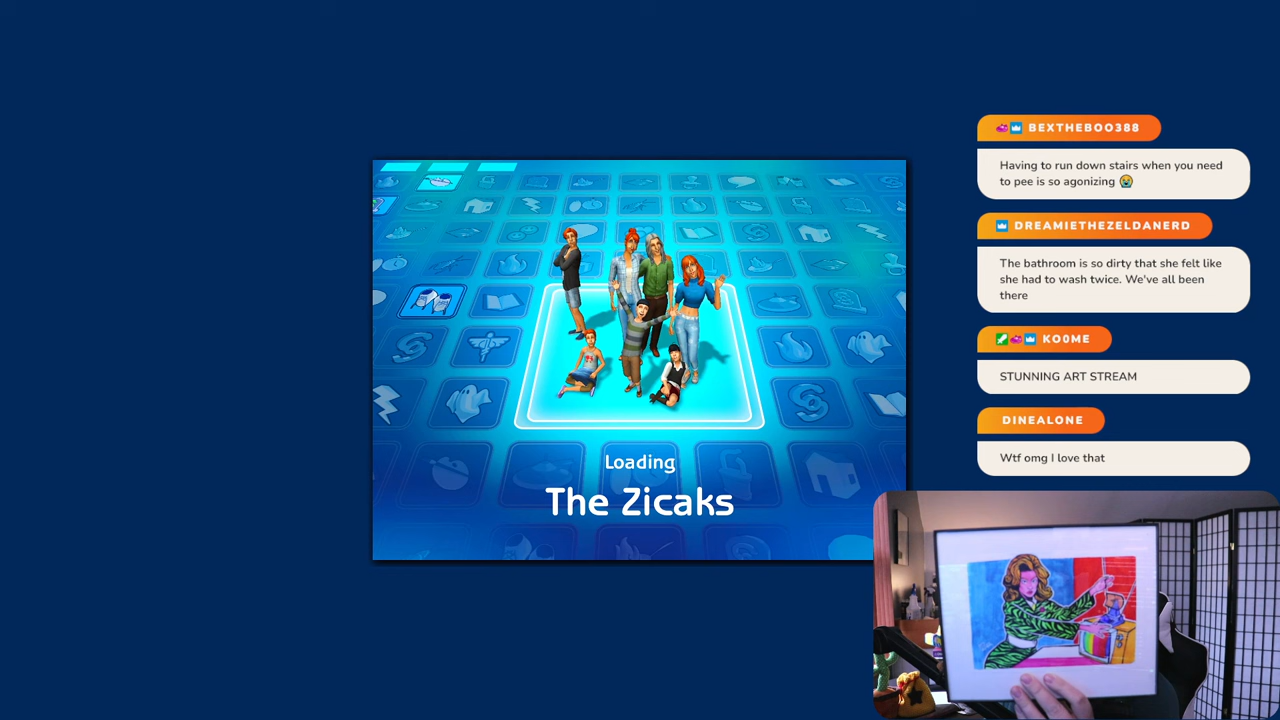 Loading
The Zicaks
BEXTHEBOO388
Having to run down stairs when you need
to pee is so agonizing 😭
DREAMIETHEZELDANERD
The bathroom is so dirty that she felt like
she had to wash twice. We've all been
there
KO0ME
STUNNING ART STREAM
DINEALONE
Wtf omg I love that